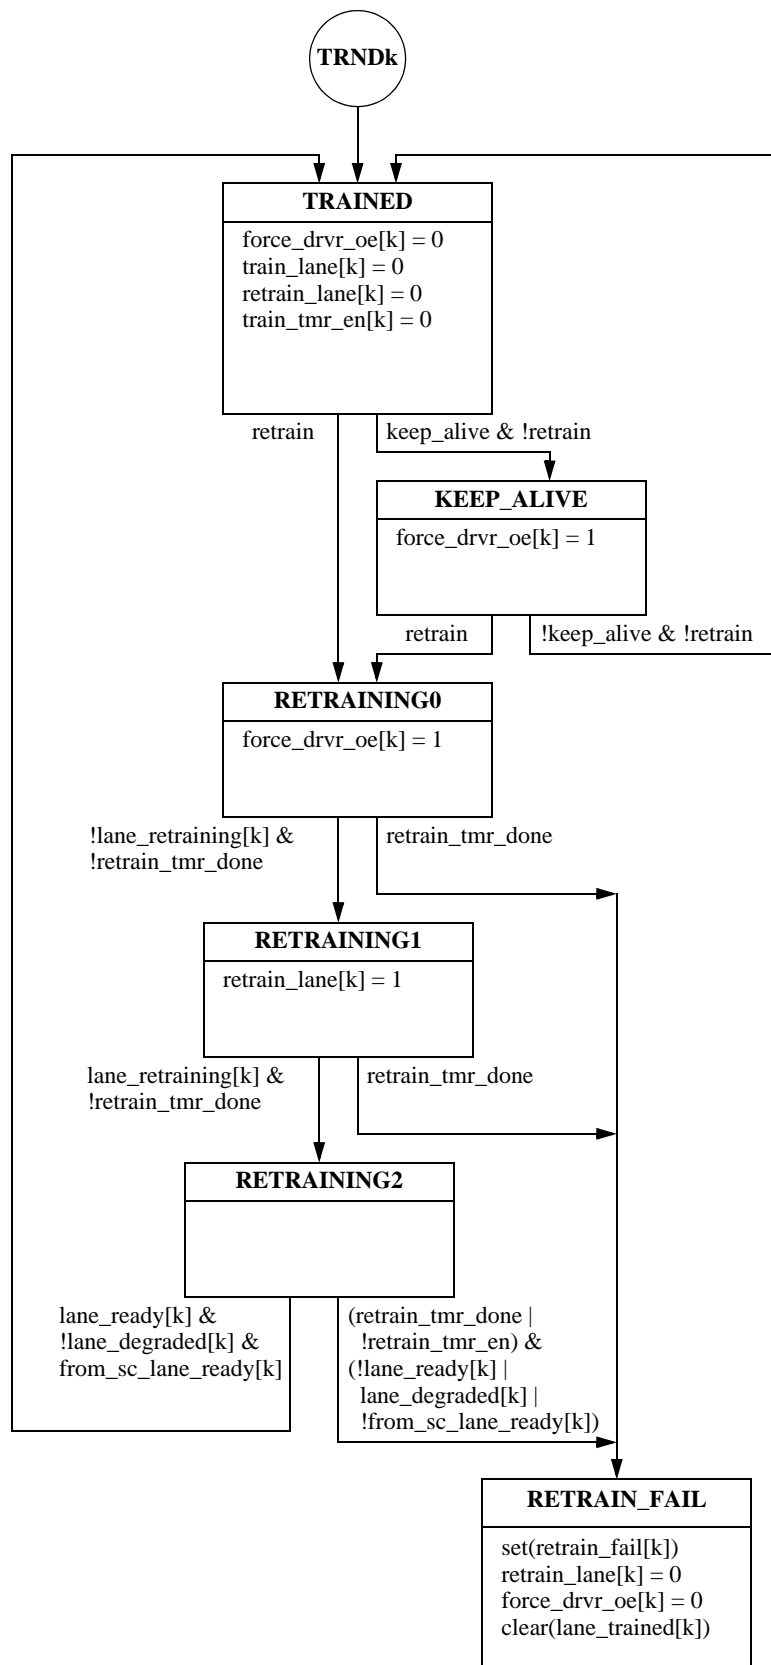 TRNDk
TRAINED
force_drvr_oe[k] = 0
train_lane[k] = 0
retrain_lane[k] = 0
train_tmr_en[k] = 0
retrain
keep_alive & !retrain
KEEP_ALIVE
force_drvr_oe[k] = 1
retrain
!keep_alive & !retrain
RETRAINING0
force_drvr_oe[k] = 1
!lane_retraining[k] &
!retrain_tmr_done
retrain_tmr_done
RETRAINING1
retrain_lane[k] = 1
lane_retraining[k] &
!retrain_tmr_done
retrain_tmr_done
RETRAINING2
lane_ready[k] &
!lane_degraded[k] &
from_sc_lane_ready[k]
(retrain_tmr_done |
!retrain_tmr_en) &
(!lane_ready[k] |
lane_degraded[k] |
!from_sc_lane_ready[k])
RETRAIN_FAIL
set(retrain_fail[k])
retrain_lane[k] = 0
force_drvr_oe[k] = 0
clear(lane_trained[k])